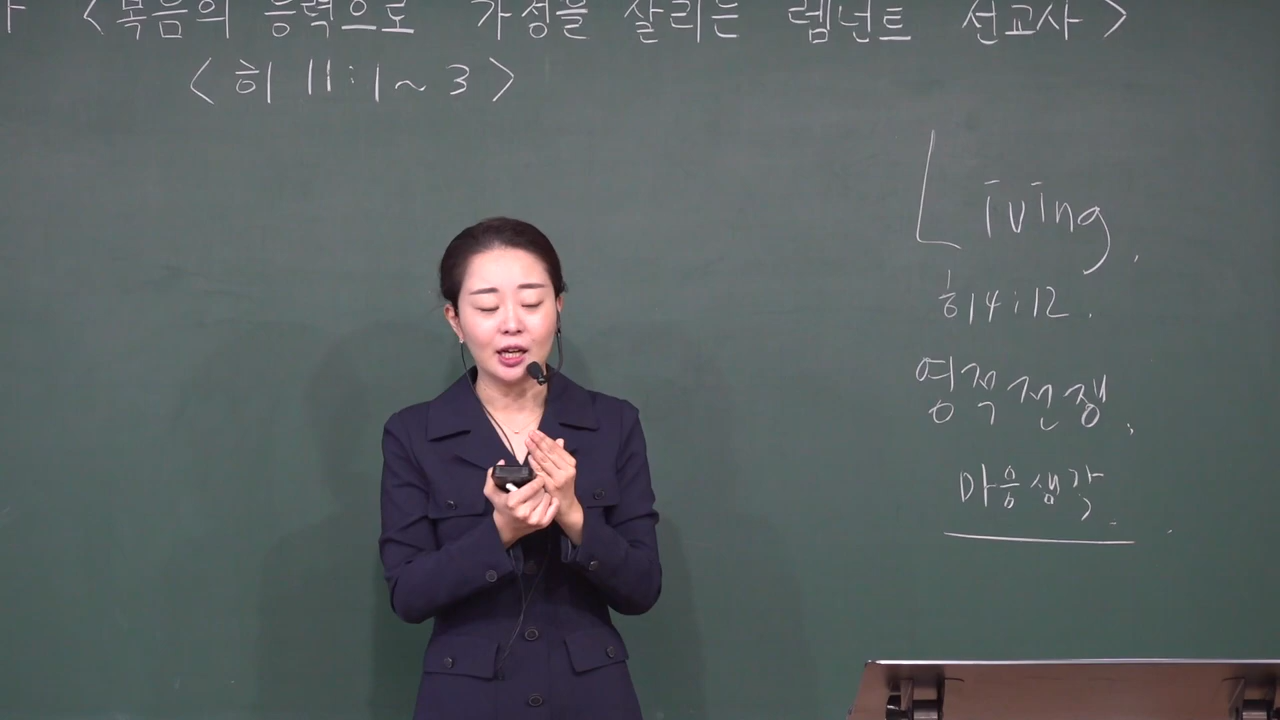 <복음의 능력으로 가정을 살리는 렘넌트 선교사>
<히 11:1~3>
Living.
히4:12.
영적전쟁,
마음생각.